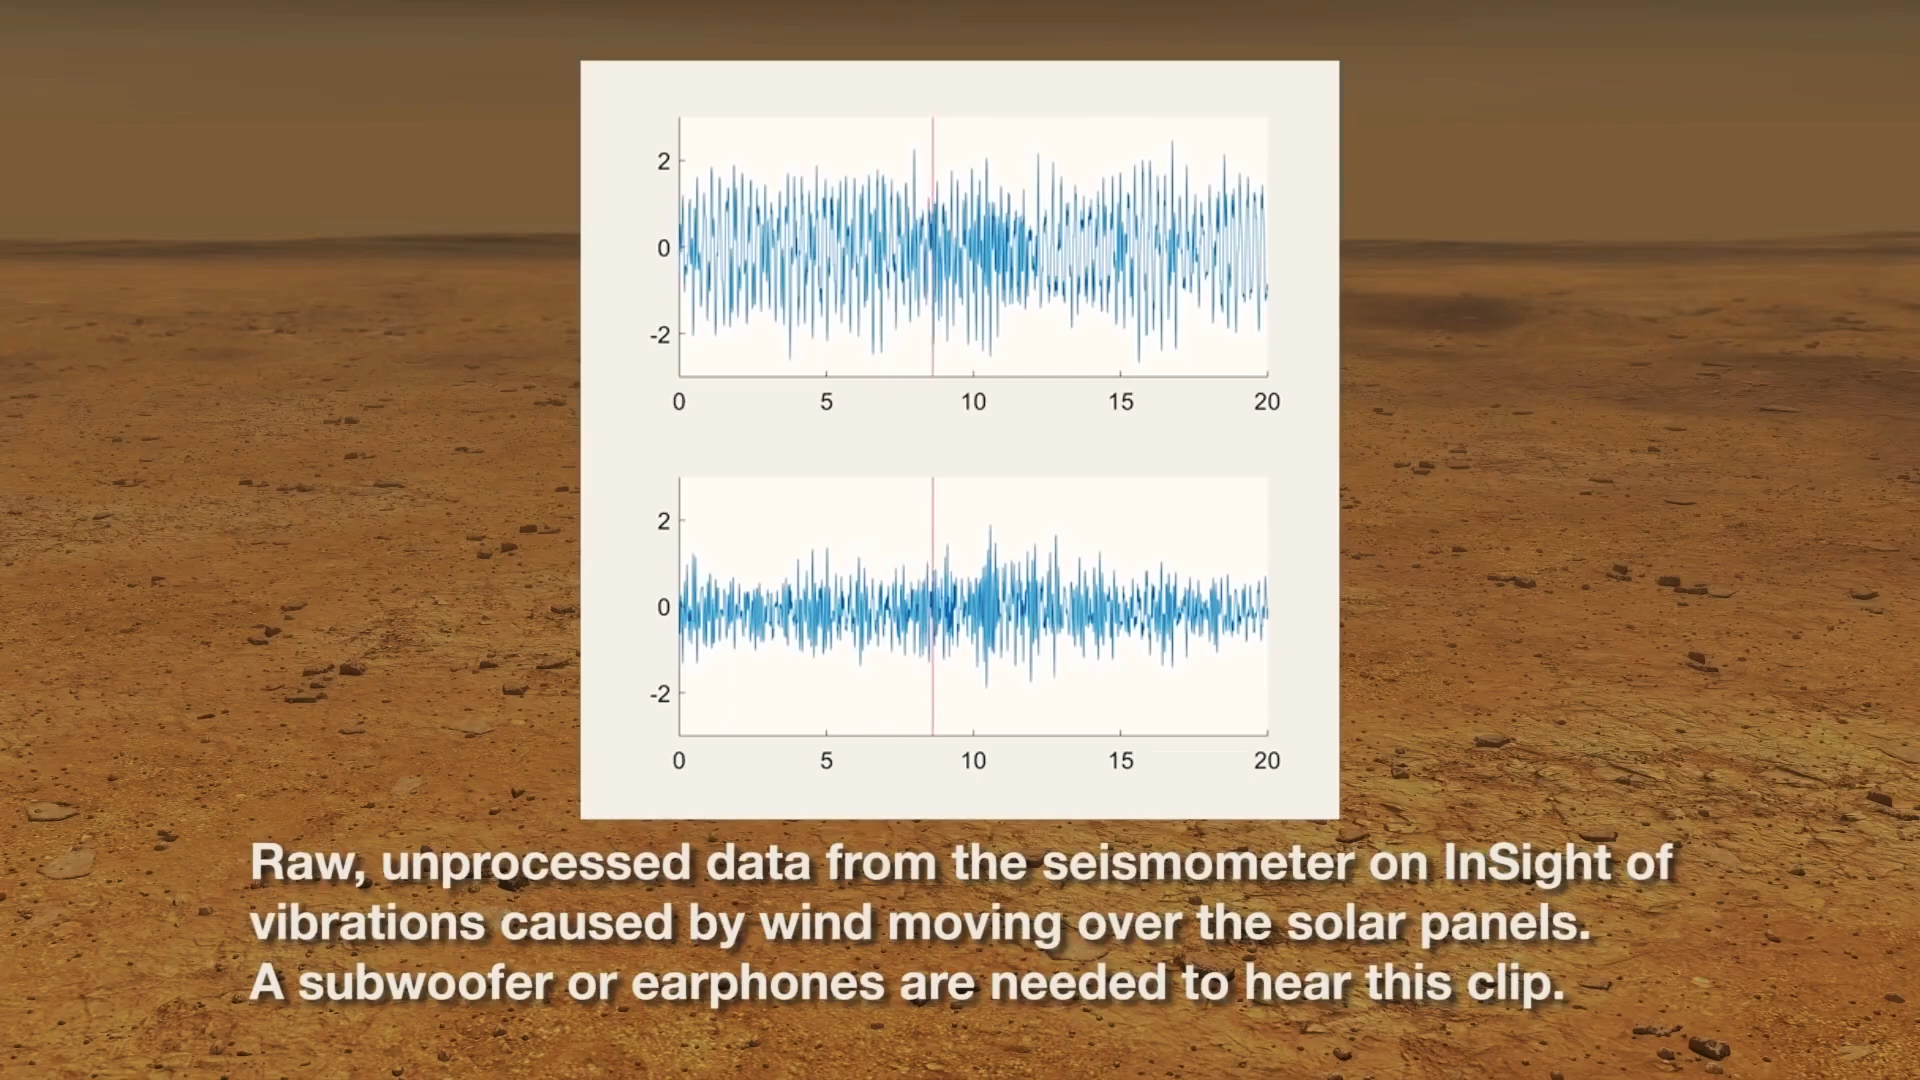 2
0
-2
0 5 10 15 20
2
0
-2
0 5 10 15 20
Raw, unprocessed data from the seismometer on InSight of
vibrations caused by wind moving over the solar panels.
A subwoofer or earphones are needed to hear this clip.